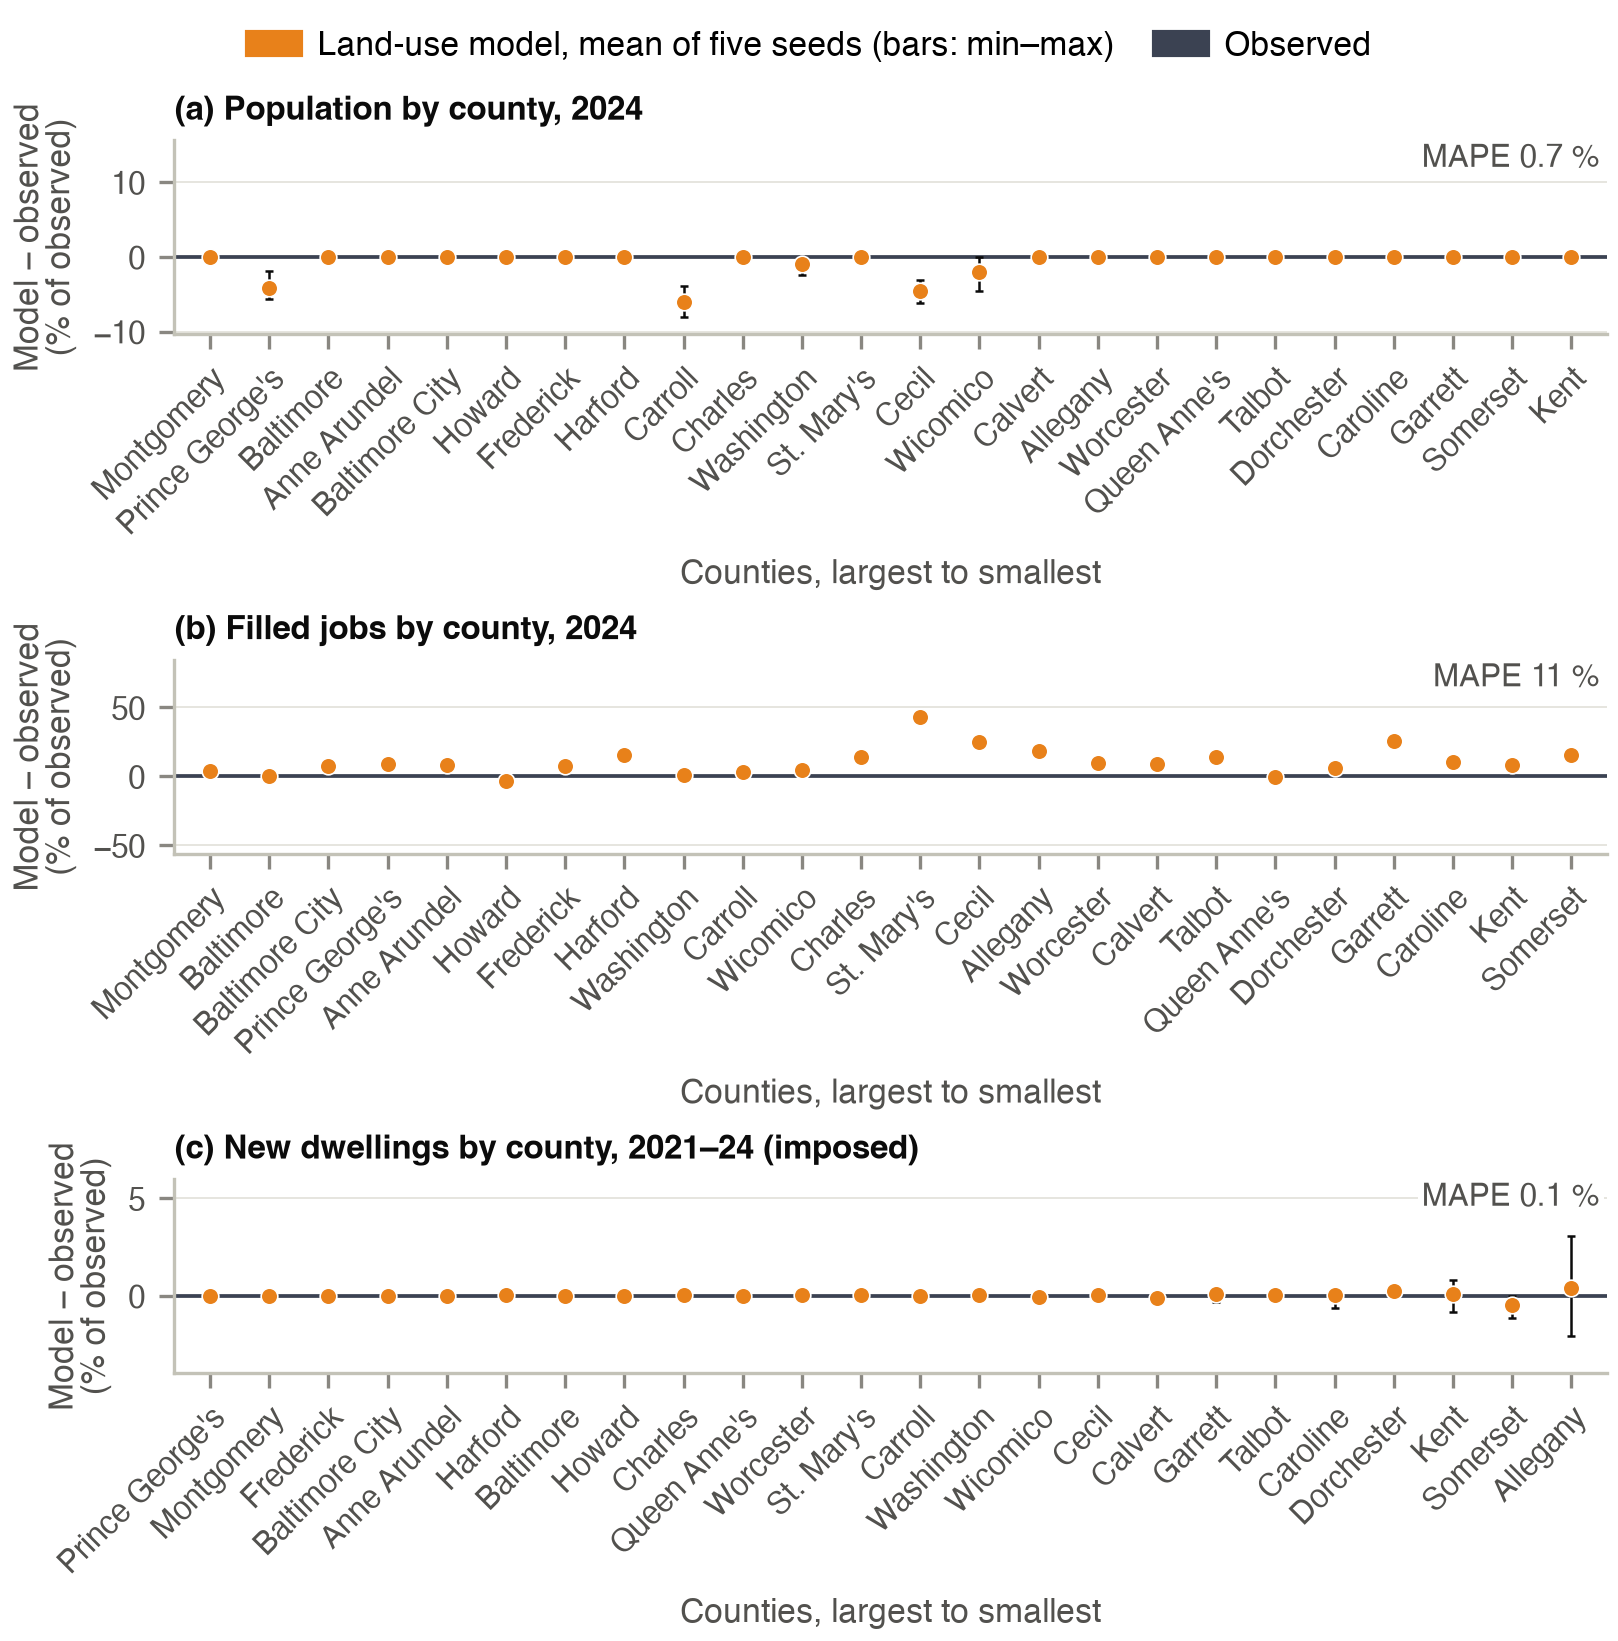 Land-use model, mean of five seeds (bars: min–max)
Observed
(a) Population by county, 2024
Model – observed
(% of observed)
MAPE 0.7 %
10
0
−10
Montgomery
Prince George's
Baltimore
Anne Arundel
Baltimore City
Howard
Frederick
Harford
Carroll
Charles
Washington
St. Mary's
Cecil
Wicomico
Calvert
Allegany
Worcester
Queen Anne's
Talbot
Dorchester
Caroline
Garrett
Somerset
Kent
Counties, largest to smallest
(b) Filled jobs by county, 2024
Model – observed
(% of observed)
MAPE 11 %
50
0
−50
Montgomery
Baltimore
Baltimore City
Prince George's
Anne Arundel
Howard
Frederick
Harford
Washington
Carroll
Wicomico
Charles
St. Mary's
Cecil
Allegany
Worcester
Calvert
Talbot
Queen Anne's
Dorchester
Garrett
Caroline
Kent
Somerset
Counties, largest to smallest
(c) New dwellings by county, 2021–24 (imposed)
Model – observed
(% of observed)
MAPE 0.1 %
5
0
Prince George's
Montgomery
Frederick
Baltimore City
Anne Arundel
Harford
Baltimore
Howard
Charles
Queen Anne's
Worcester
St. Mary's
Carroll
Washington
Wicomico
Cecil
Calvert
Garrett
Talbot
Caroline
Dorchester
Kent
Somerset
Allegany
Counties, largest to smallest